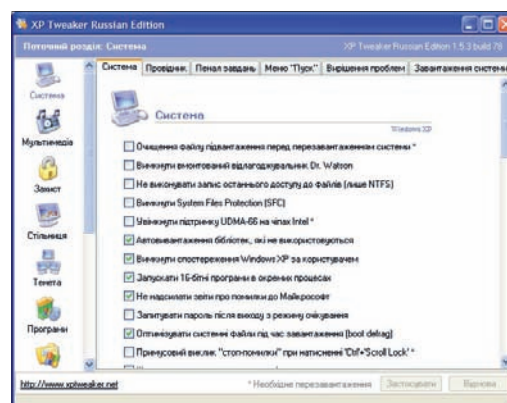 XP Tweaker Russian Edition
Поточний розділ: Система
XP Tweaker Russian Edition 1.5.3 build 78
Система Провідник Пенал завдань Меню "Пуск" Вирішення проблем Завантаження системи
Система
Мультимедіа
Захист
Стільниця
Тенета
Програми
Система
Windows XP
Очищення файлу підвантаження перед перезавантаженням системи *
Вимкнути вмонтований відлагоджувальник Dr. Watson
Не виконувати запис останнього доступу до файлів (лише NTFS)
Вимкнути System Files Protection (SFC)
Увімкнути підтримку UDMA-66 на чіпах Intel *
Автовивантаження бібліотек, які не використовуються
Вимкнути спостереження Windows XP за користувачем
Запускати 16-бітні програми в окремих процесах
Не надсилати звіти про помилки до Майкрософт
Запитувати пароль після виходу з режиму очікування
Оптимізувати системні файли під час завантаження (boot defrag)
Примусовий виклик "стоп-помилки" при натисненні 'Ctrl'+'Scroll Lock' *
http://www.xptweaker.net
* Необхідне перезавантаження
Застосувати
Відмова